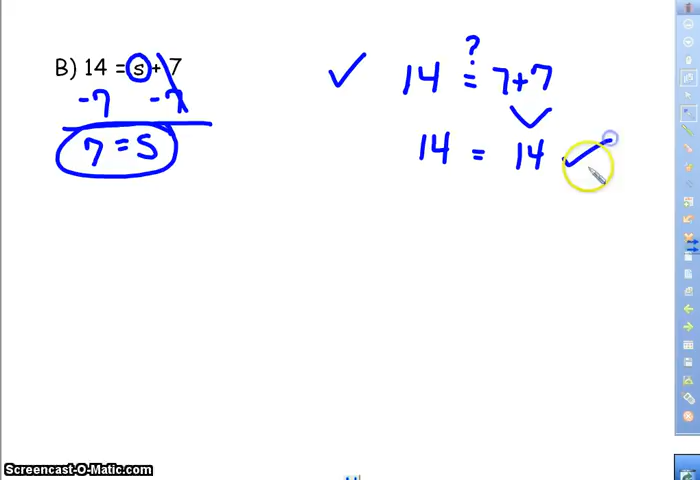 B) 14 = s + 7
-7 -7
7 = S
✓ 14 ?= 7+7
14 = 14 ✓
Screencast-O-Matic.com